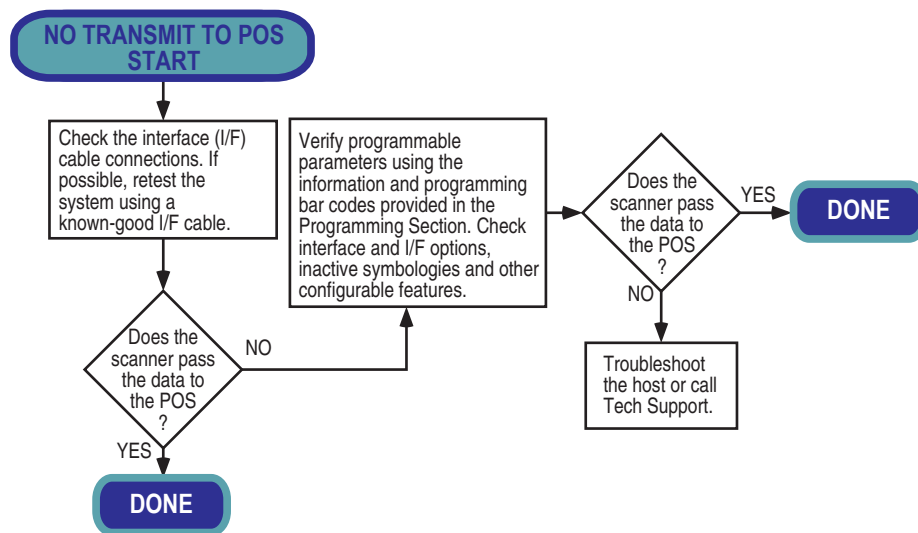 NO TRANSMIT TO POS
START
Check the interface (I/F)
cable connections. If
possible, retest the
system using a
known-good I/F cable.
Does the
scanner pass
the data to
the POS
?
NO
YES
DONE
Verify programmable
parameters using the
information and programming
bar codes provided in the
Programming Section. Check
interface and I/F options,
inactive symbologies and other
configurable features.
Does the
scanner pass
the data to
the POS
?
YES
DONE
NO
Troubleshoot
the host or call
Tech Support.